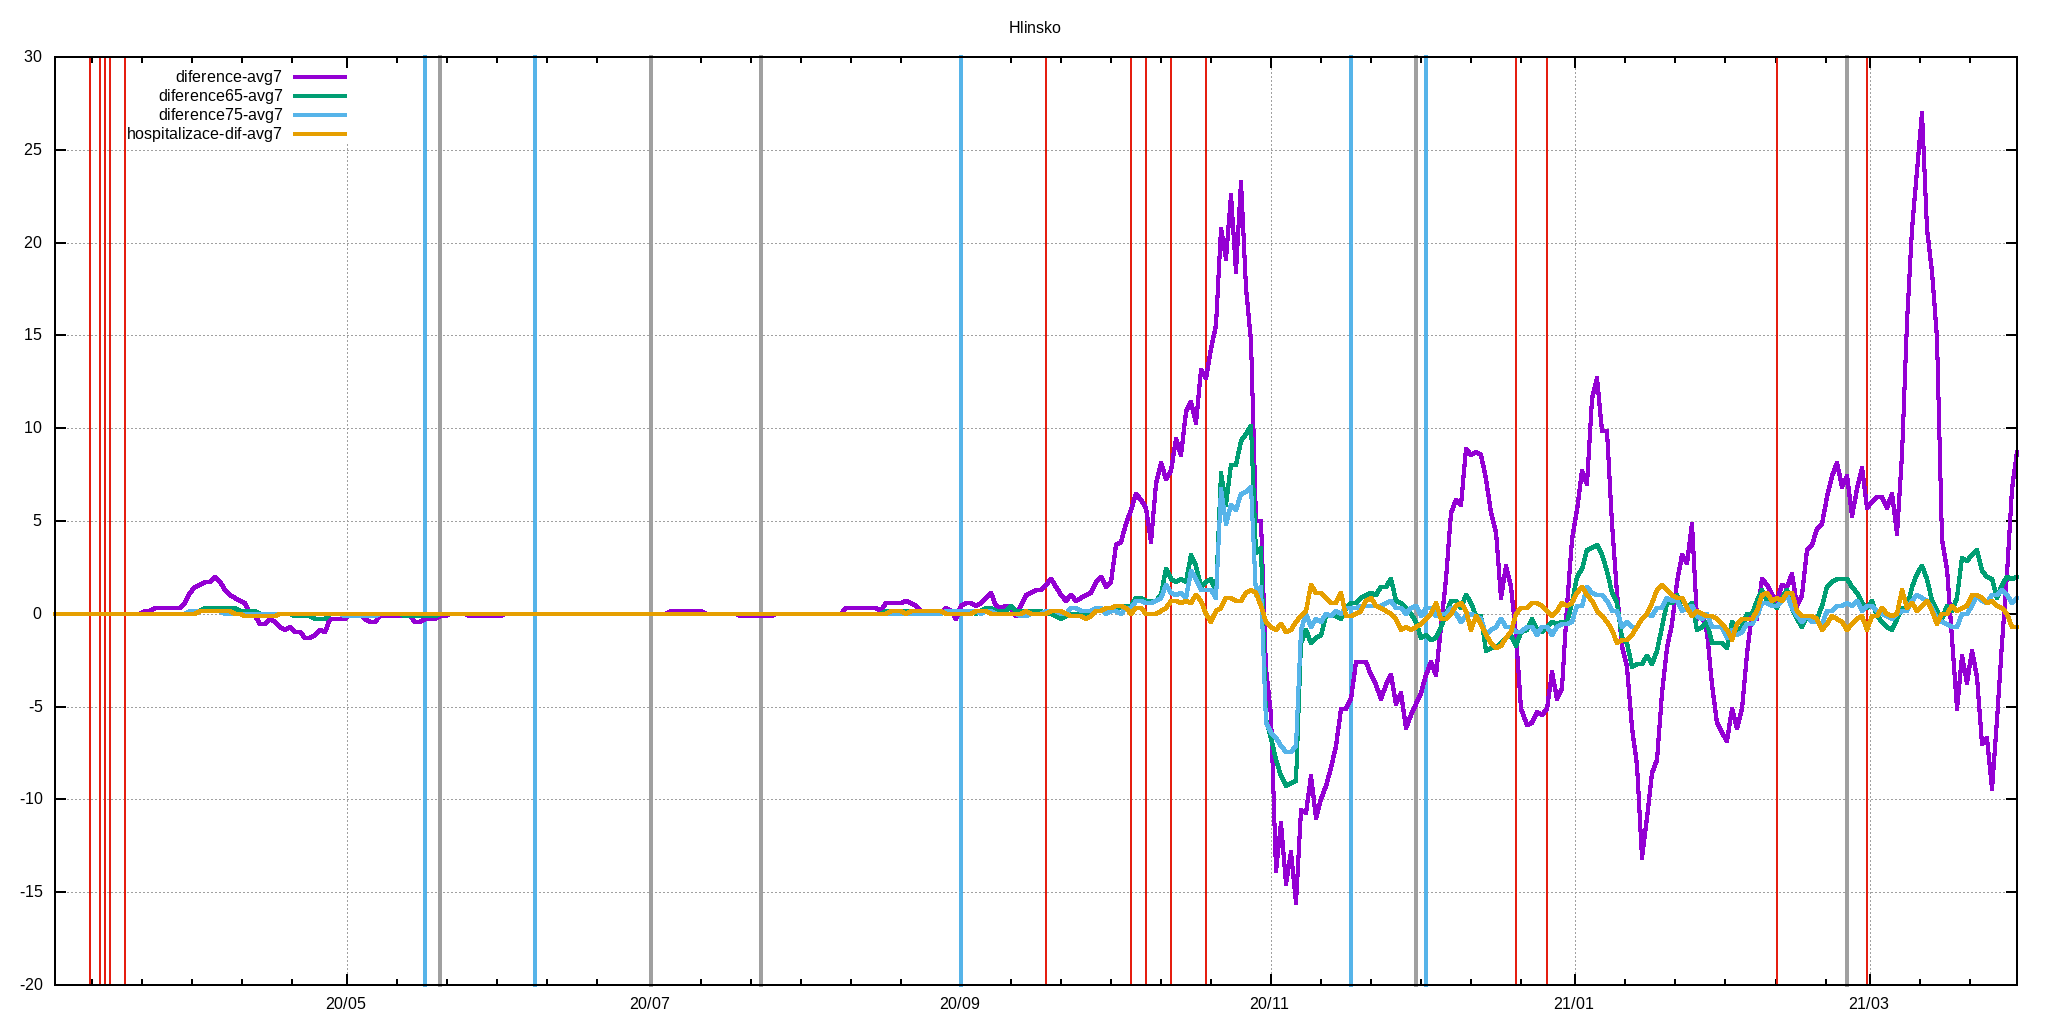 Hlinsko
30
25
20
15
10
5
0
-5
-10
-15
-20
diference-avg7
diference65-avg7
diference75-avg7
hospitalizace-dif-avg7
20/05 20/07 20/09 20/11 21/01 21/03